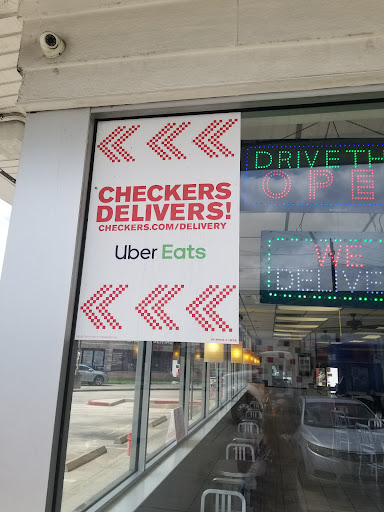 CHECKERS
DELIVERS!
CHECKERS.COM/DELIVERY
Uber Eats
DRIVE TH
OPE
WE
DELIVE